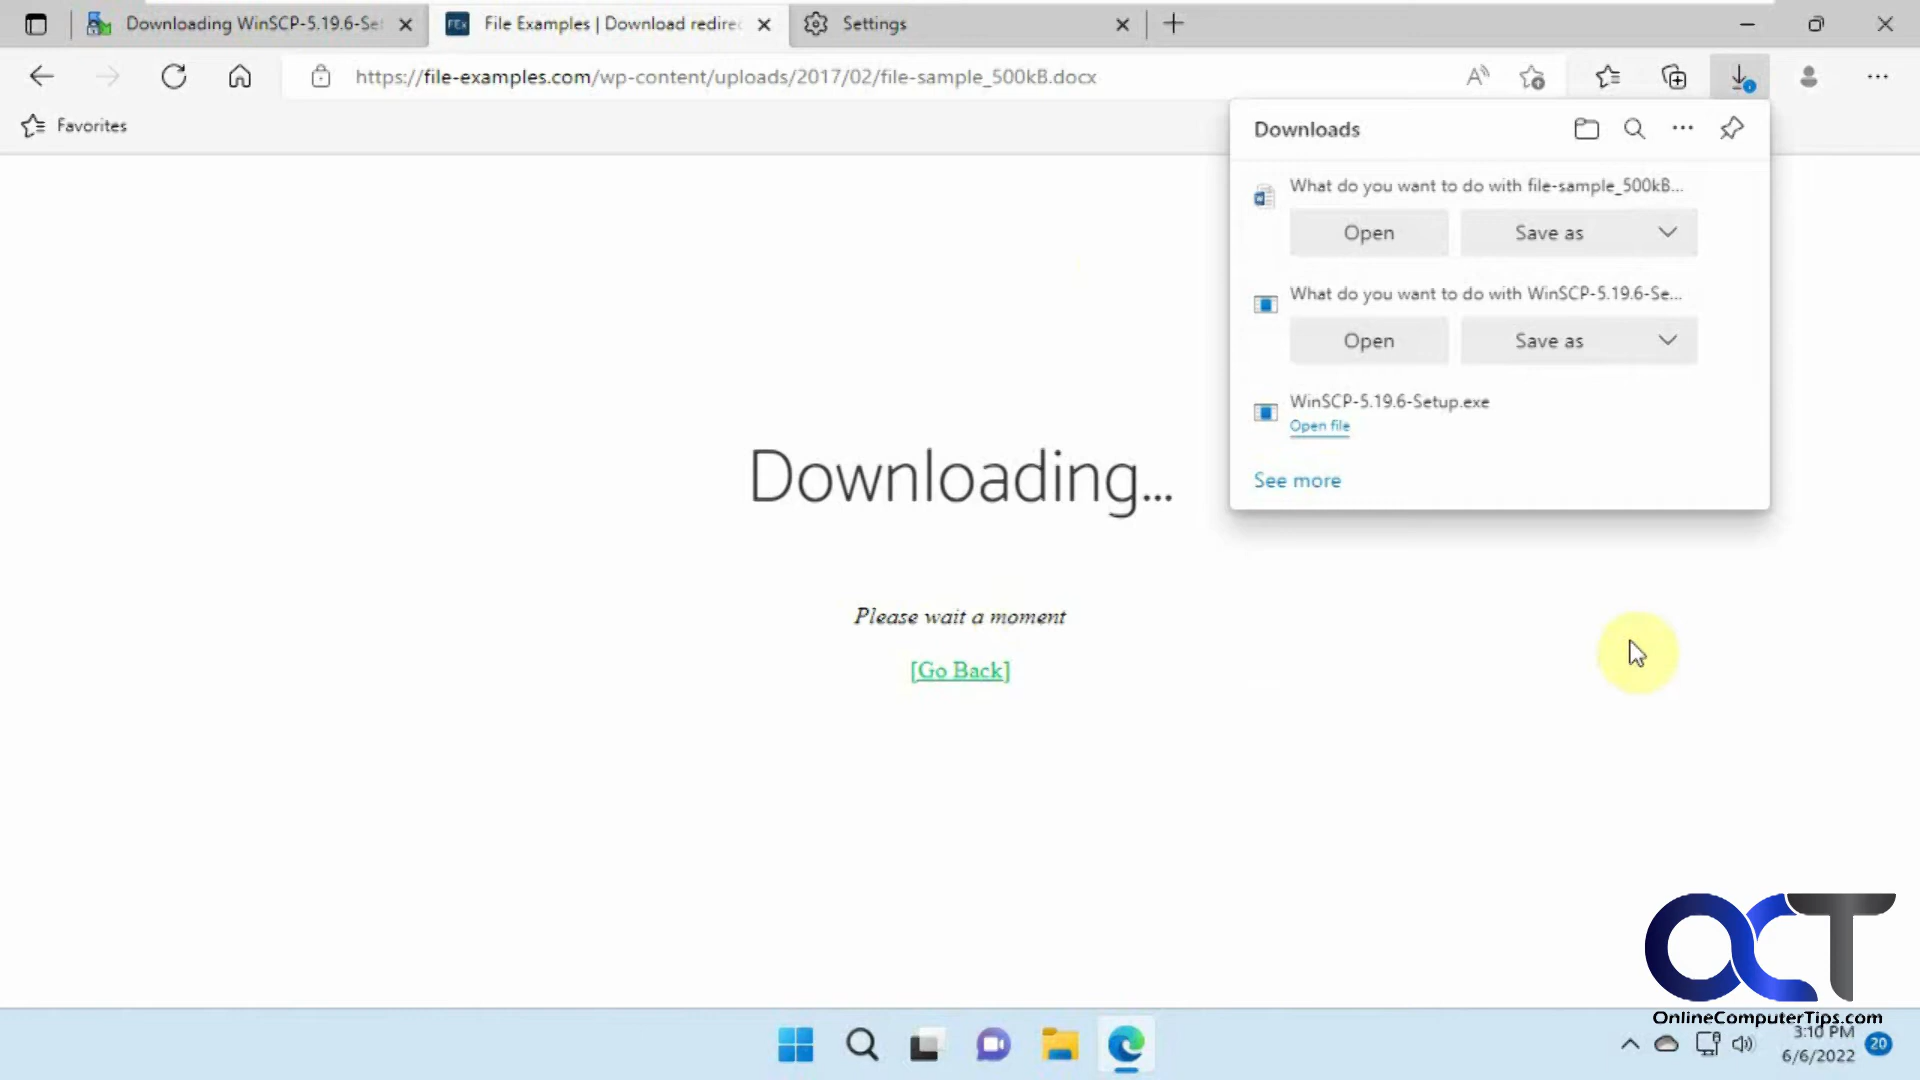 Downloading WinSCP-5.19.6-Set
File Examples | Download redirec
Settings
https://file-examples.com/wp-content/uploads/2017/02/file-sample_500kB.docx
Favorites
Downloads
What do you want to do with file-sample_500kB...
Open
Save as
What do you want to do with WinSCP-5.19.6-Se...
Open
Save as
WinSCP-5.19.6-Setup.exe
Open file
See more
Downloading...
Please wait a moment
[Go Back]
OCT
OnlineComputerTips.com
3:10 PM
6/6/2022
20